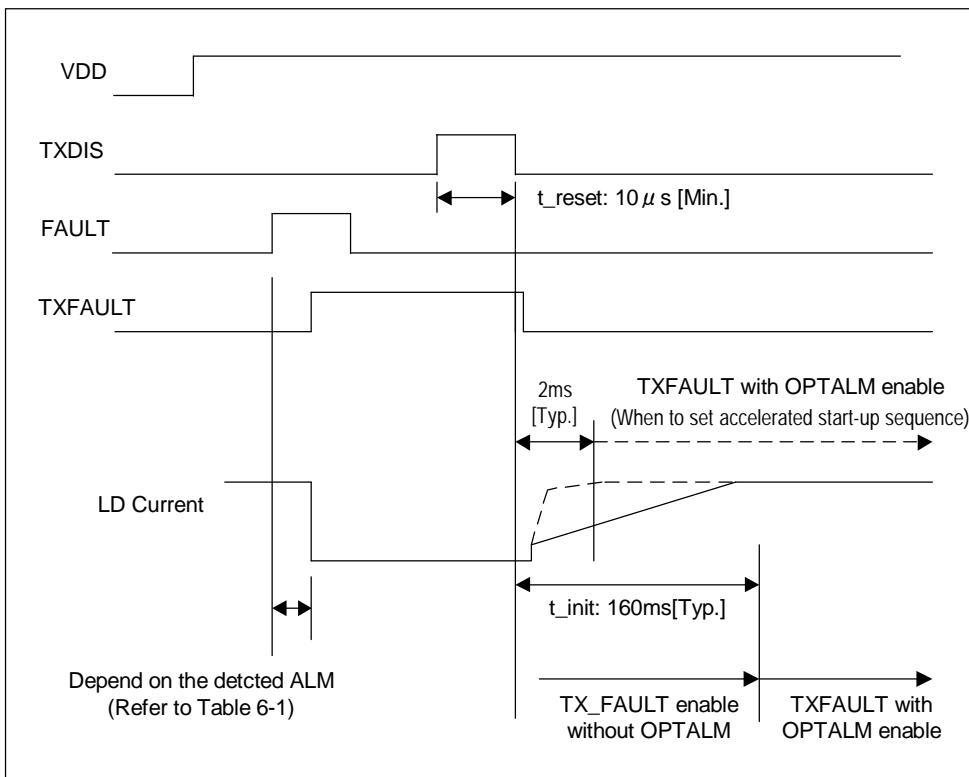 VDD
TXDIS
t_reset: 10 μ s [Min.]
FAULT
TXFAULT
2ms
[Typ.]
TXFAULT with OPTALM enable
(When to set accelerated start-up sequence)
LD Current
t_init: 160ms[Typ.]
Depend on the detcted ALM
(Refer to Table 6-1)
TX_FAULT enable
without OPTALM
TXFAULT with
OPTALM enable